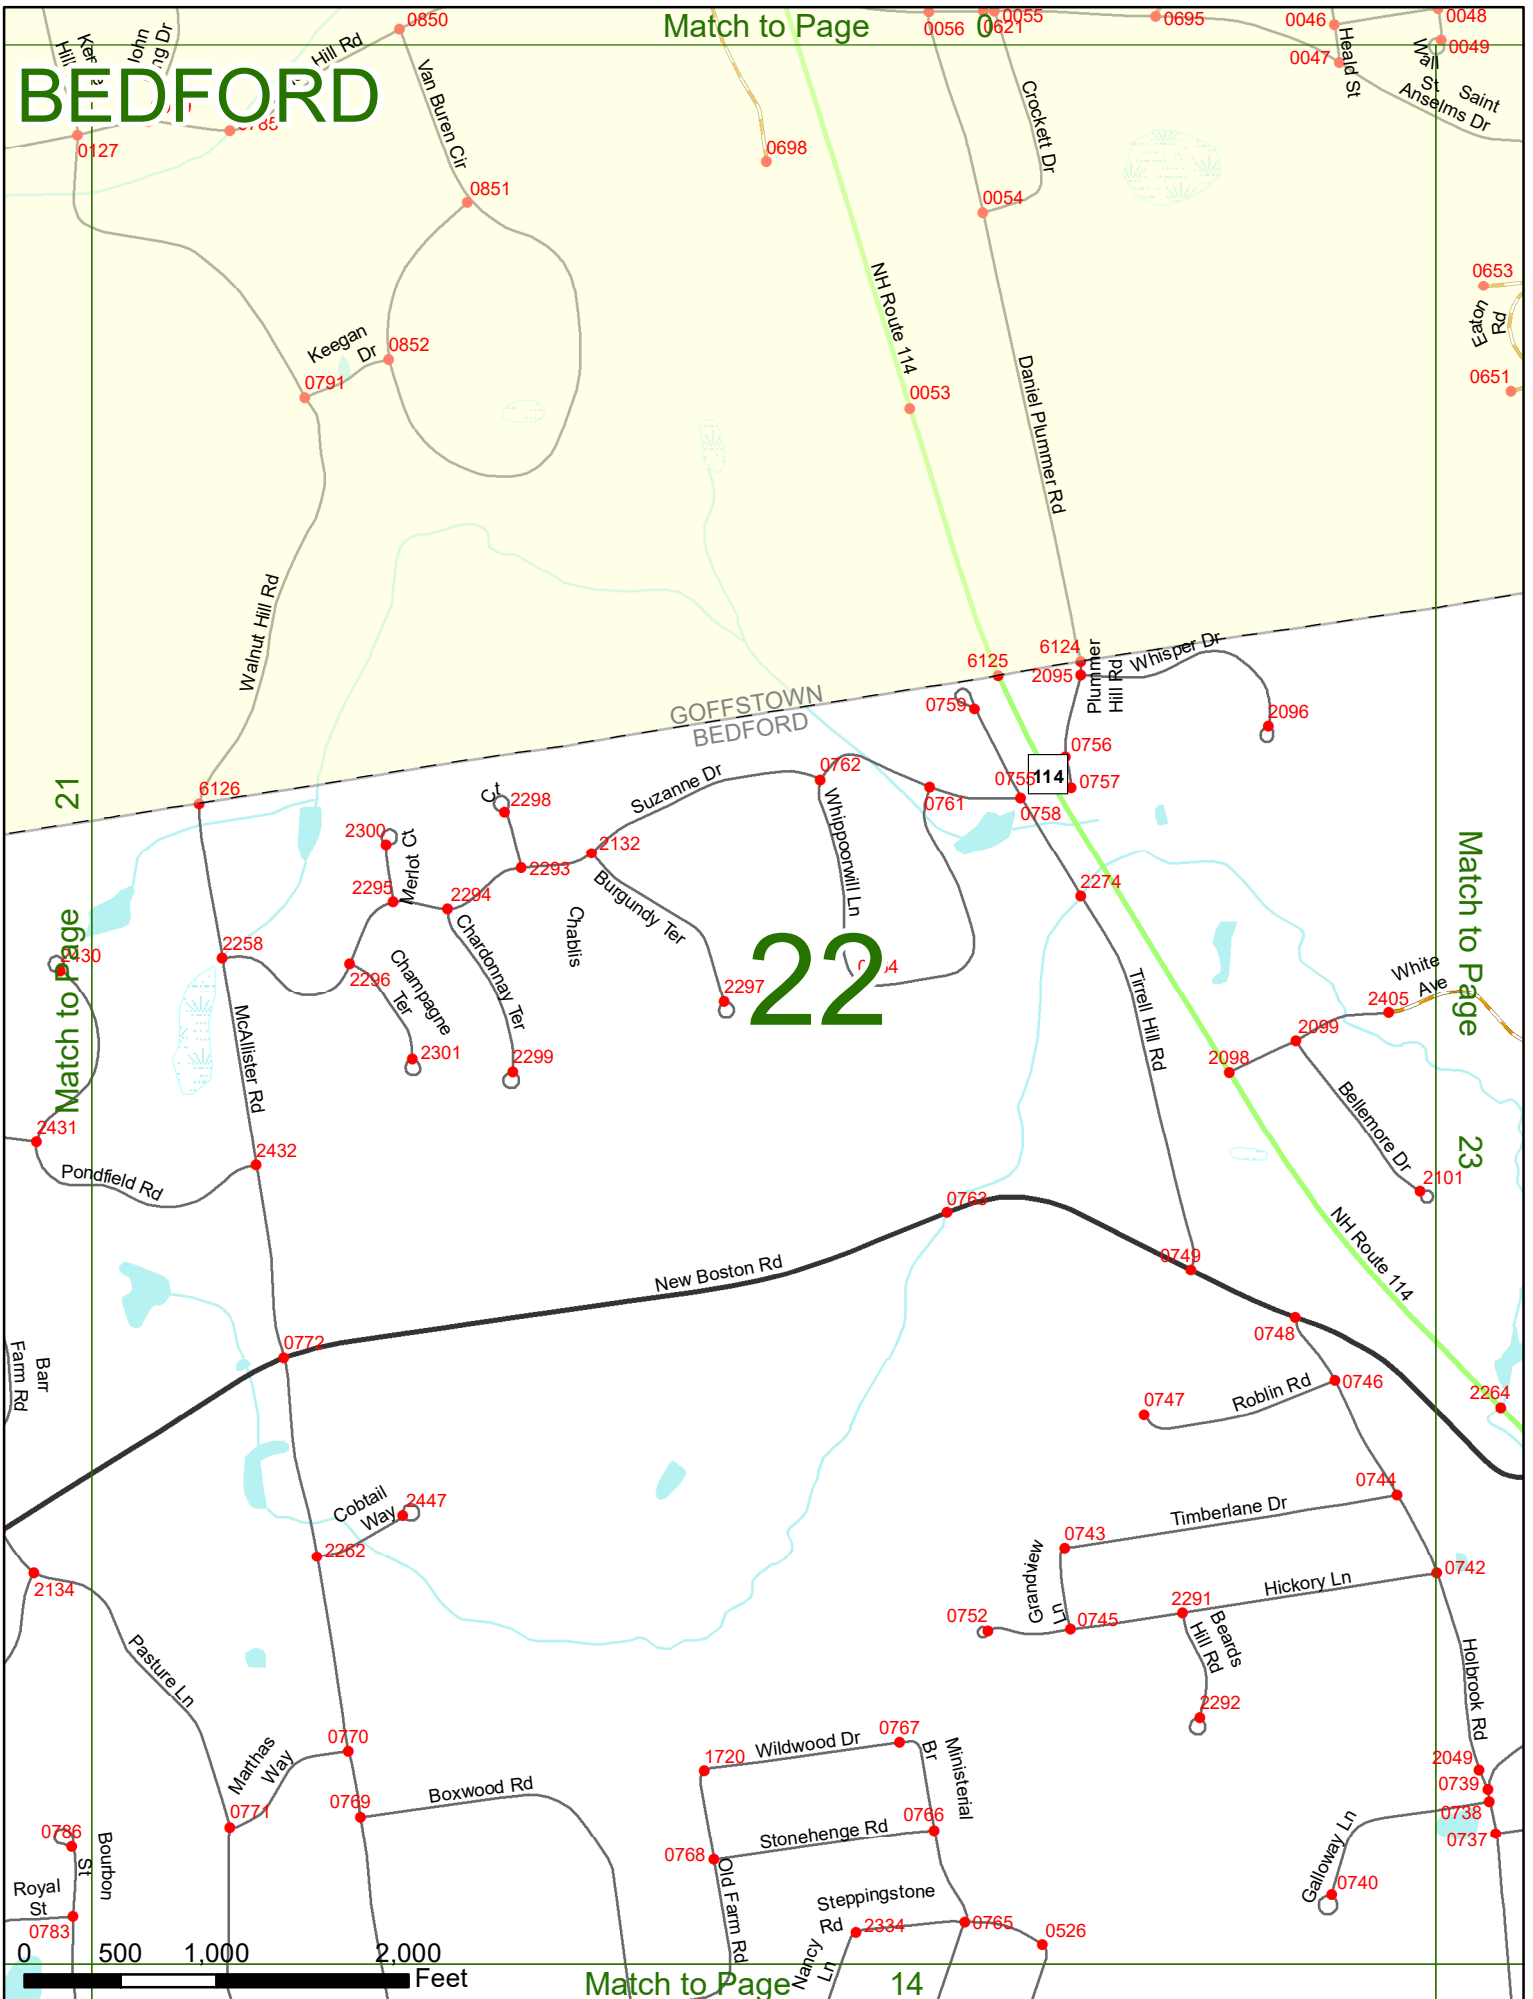 Match to Page 0
BEDFORD
0850
0056
0055
0621
0695
0046
0048
0049
0047
Hill Rd
Van Buren Cir
Crockett Dr
Heald St
Wall St
Saint Anselms Dr
0127
0785
0698
0851
0054
NH Route 114
0653
Eaton Rd
0651
Keegan Dr
0852
0791
0053
Daniel Plummer Rd
Walnut Hill Rd
GOFFSTOWN
BEDFORD
6125
6124
2095
Plummer Hill Rd
Whisper Dr
0759
2096
0756
0757
114
0755
0758
0762
0761
6126
21
Match to Page
Ct
2298
Suzanne Dr
2300
Merlot Ct
2132
2293
2295
2294
Whippoorwill Ln
Burgundy Ter
Chablis
2274
2258
2430
2296
Champagne Ter
Chardonnay Ter
22
2297
Tirrell Hill Rd
White Ave
2405
2099
2098
Match to Page
23
McAllister Rd
2301
2299
Bellemore Dr
2101
2431
2432
Pondfield Rd
0763
NH Route 114
New Boston Rd
0749
0748
0772
Barr Farm Rd
0747
Roblin Rd
0746
2264
0744
Cobtail Way
2447
Timberlane Dr
0743
2262
Grandview Ln
0742
2134
Hickory Ln
2291
0752
0745
Beards Hill Rd
Holbrook Rd
Pasture Ln
2292
0770
Marthas Way
0767
Wildwood Dr
Ministerial Br
1720
2049
0739
0738
0737
Boxwood Rd
0769
0771
0766
Stonehenge Rd
0768
Old Farm Rd
0786
Bourbon St
Galloway Ln
0740
Royal St
0783
Steppingstone Rd
2334
0765
0526
Nancy Ln
0 500 1,000 2,000
Feet
Match to Page 14